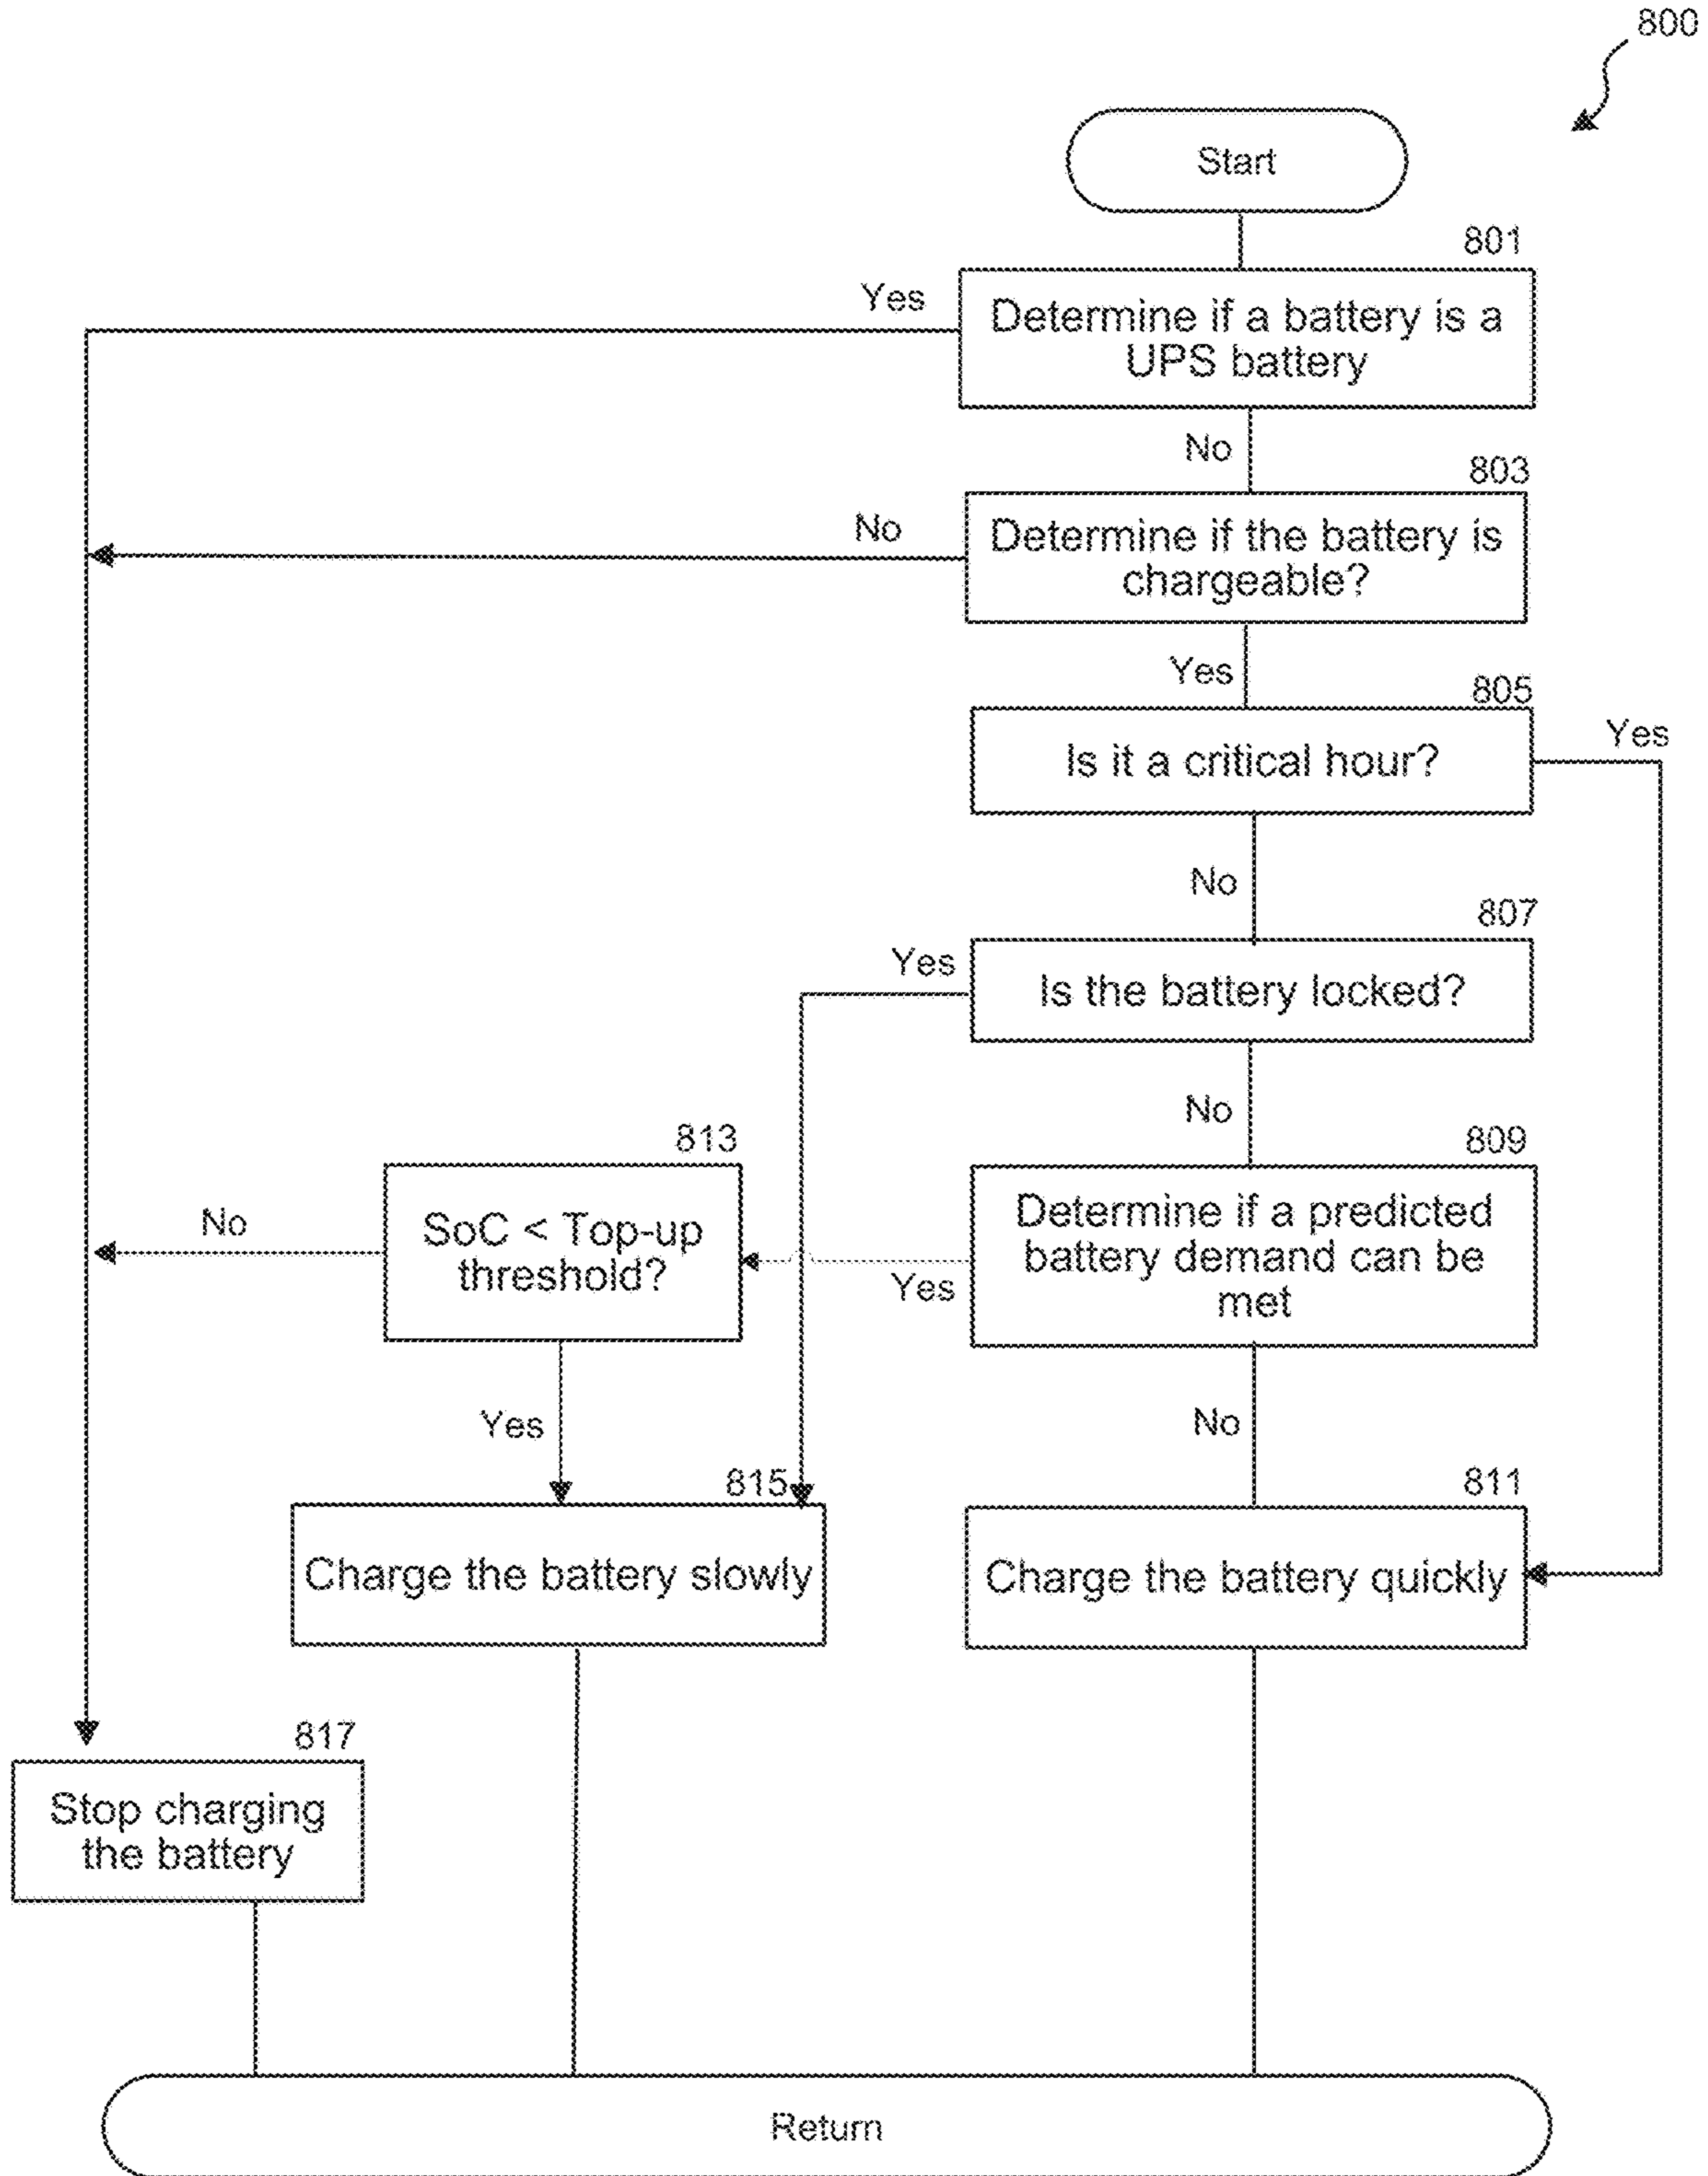 800
Start
801
Yes
Determine if a battery is a
UPS battery
No
803
No
Determine if the battery is
chargeable?
Yes
805
Yes
Is it a critical hour?
No
807
Yes
Is the battery locked?
No
813
809
No
SoC < Top-up
threshold?
Determine if a predicted
battery demand can be
met
Yes
Yes
No
815
811
Charge the battery slowly
Charge the battery quickly
817
Stop charging
the battery
Return